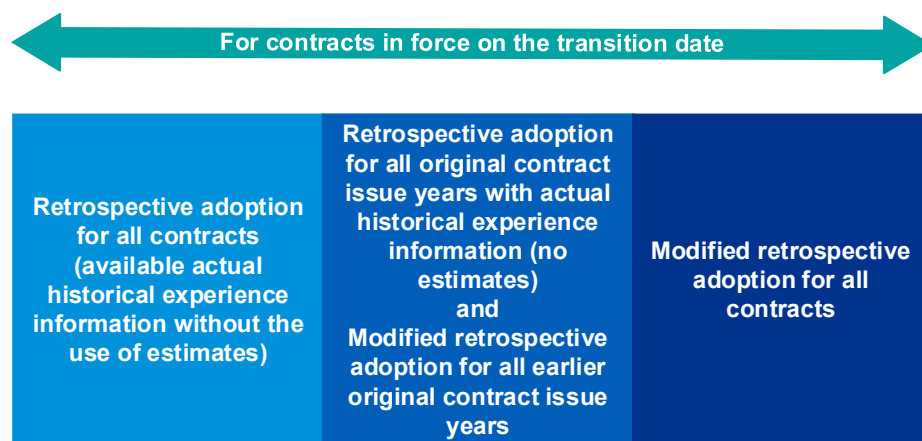 For contracts in force on the transition date
Retrospective adoption
for all contracts
(available actual
historical experience
information without the
use of estimates)
Retrospective adoption
for all original contract
issue years with actual
historical experience
information (no
estimates)
and
Modified retrospective
adoption for all earlier
original contract issue
years
Modified retrospective
adoption for all
contracts